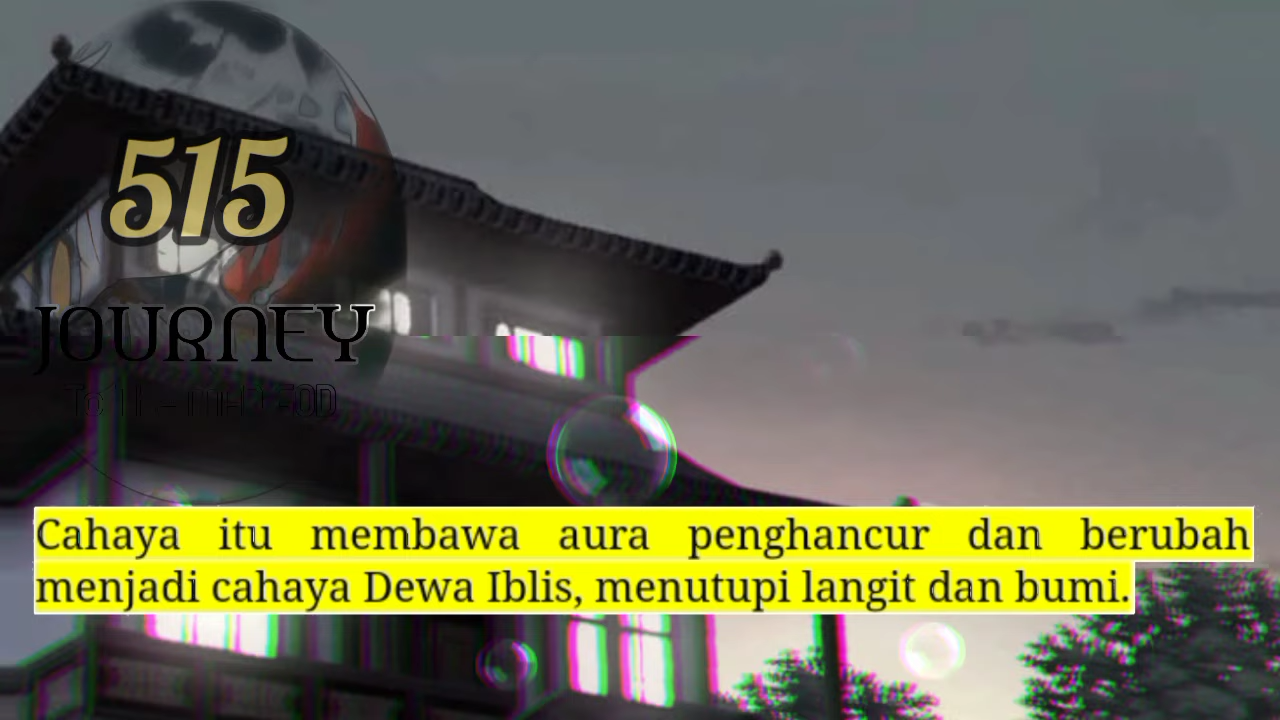 515
JOURNEY
Cahaya itu membawa aura penghancur dan berubah
menjadi cahaya Dewa Iblis, menutupi langit dan bumi.